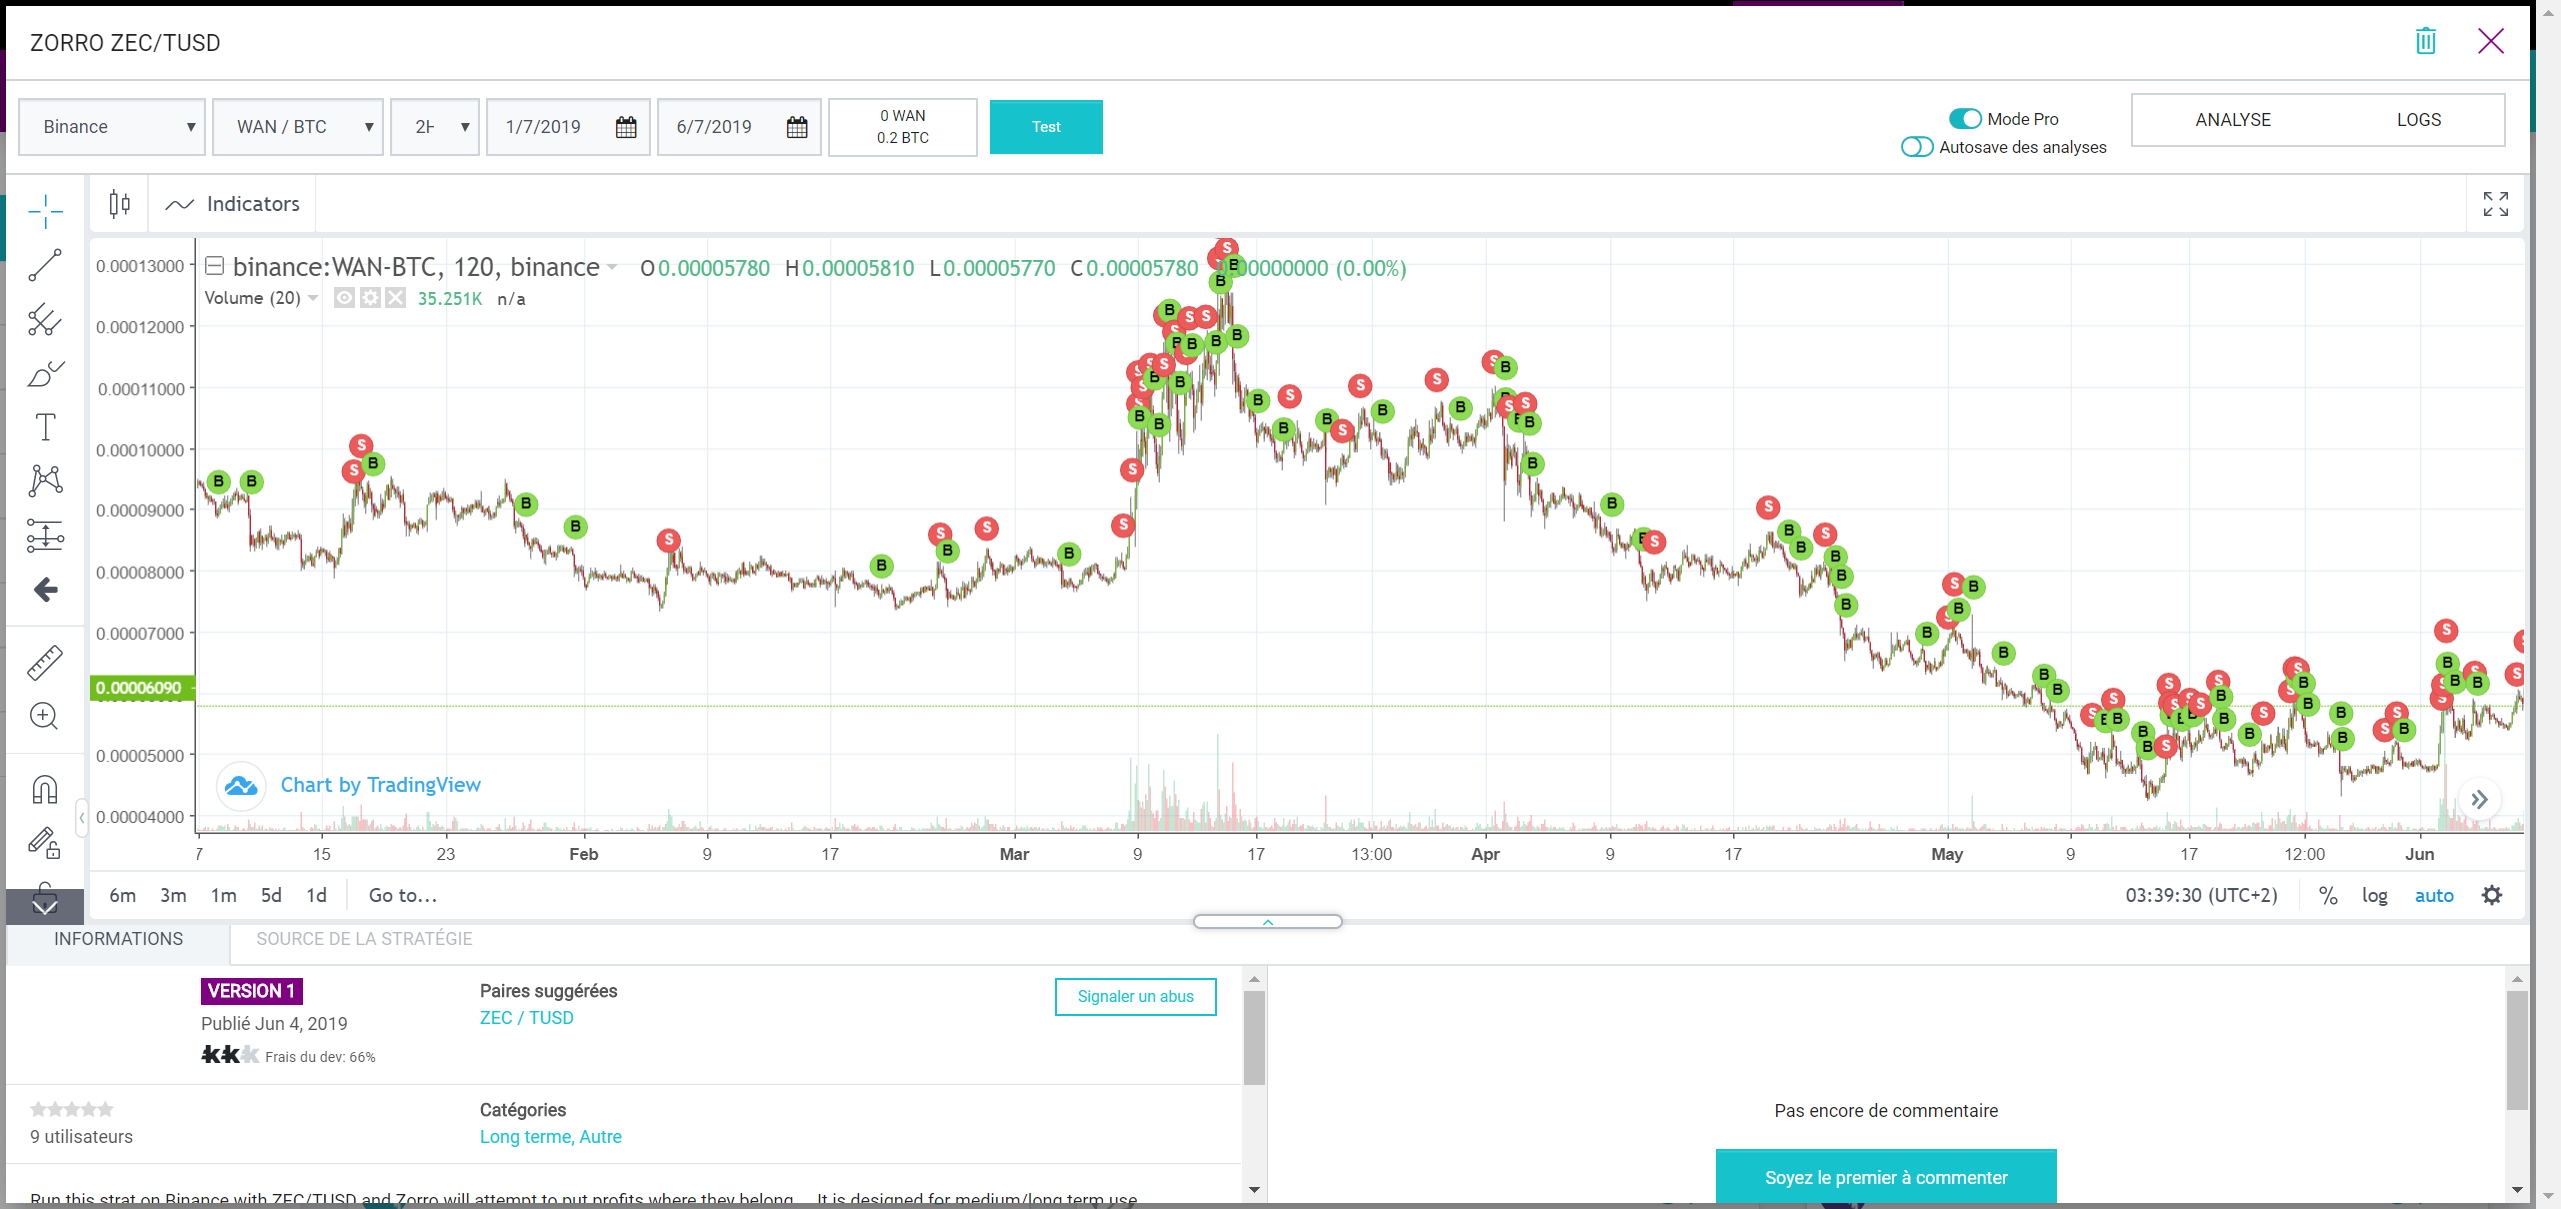 ZORRO ZEC/TUSD
Binance
WAN / BTC
1/7/2019
6/7/2019
0 WAN
0.2 BTC
Test
Mode Pro
Autosave des analyses
ANALYSE
LOGS
Indicators
binance:WAN-BTC, 120, binance
O0.00005780 H0.00005810 L0.00005770 C0.00005780
Volume (20)
35.251K n/a
0.00013000
0.00012000
0.00011000
0.00010000
0.00009000
0.00008000
0.00007000
0.00006090
0.00005000
0.00004000
Chart by TradingView
7 15 23 Feb 9 17 Mar 9 17 13:00 Apr 9 17 May 9 17 12:00 Jun
6m 3m 1m 5d 1d Go to...
03:39:30 (UTC+2) % log auto
INFORMATIONS
SOURCE DE LA STRATÉGIE
VERSION 1
Publié Jun 4, 2019
Frais du dev: 66%
Paires suggérées
ZEC / TUSD
Signaler un abus
9 utilisateurs
Catégories
Long terme, Autre
Run this strat on Binance with ZEC/TUSD and Zorro will attempt to put profits where they belong... It is designed for medium/long term use
Pas encore de commentaire
Soyez le premier à commenter